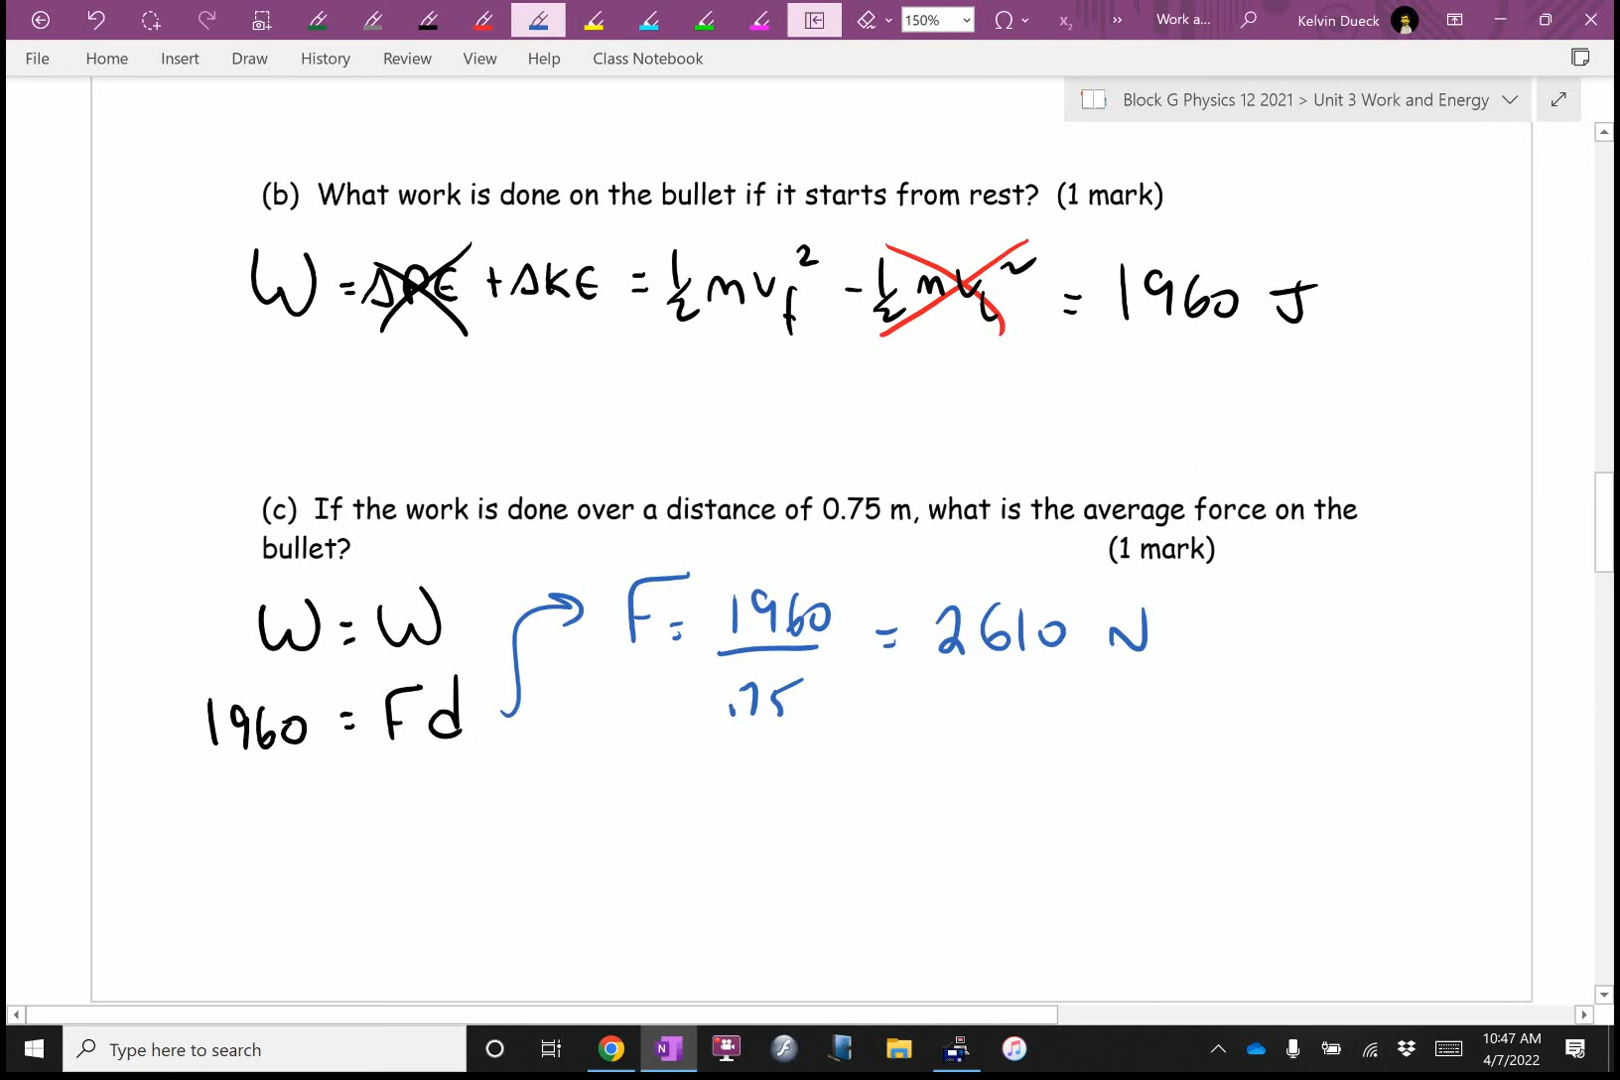 150%
Ω
x₂
»
Work a...
Kelvin Dueck
File Home Insert Draw History Review View Help Class Notebook
Block G Physics 12 2021 > Unit 3 Work and Energy
(b) What work is done on the bullet if it starts from rest? (1 mark)
W = ΔPE + ΔKE = ½mv_f² - ½mv_i² = 1960 J
(c) If the work is done over a distance of 0.75 m, what is the average force on the
bullet? (1 mark)
W = W
F = 1960/.75 = 2610 N
1960 = Fd
Type here to search
10:47 AM
4/7/2022